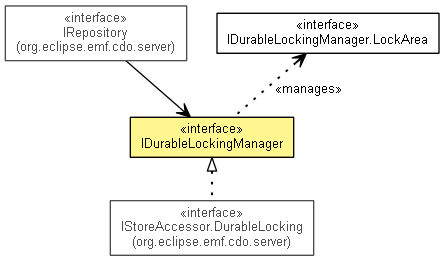 «interface»
IRepository
(org.eclipse.emf.cdo.server)
«interface»
IDurableLockingManager.LockArea
«manages»
«interface»
IDurableLockingManager
«interface»
IStoreAccessor.DurableLocking
(org.eclipse.emf.cdo.server)